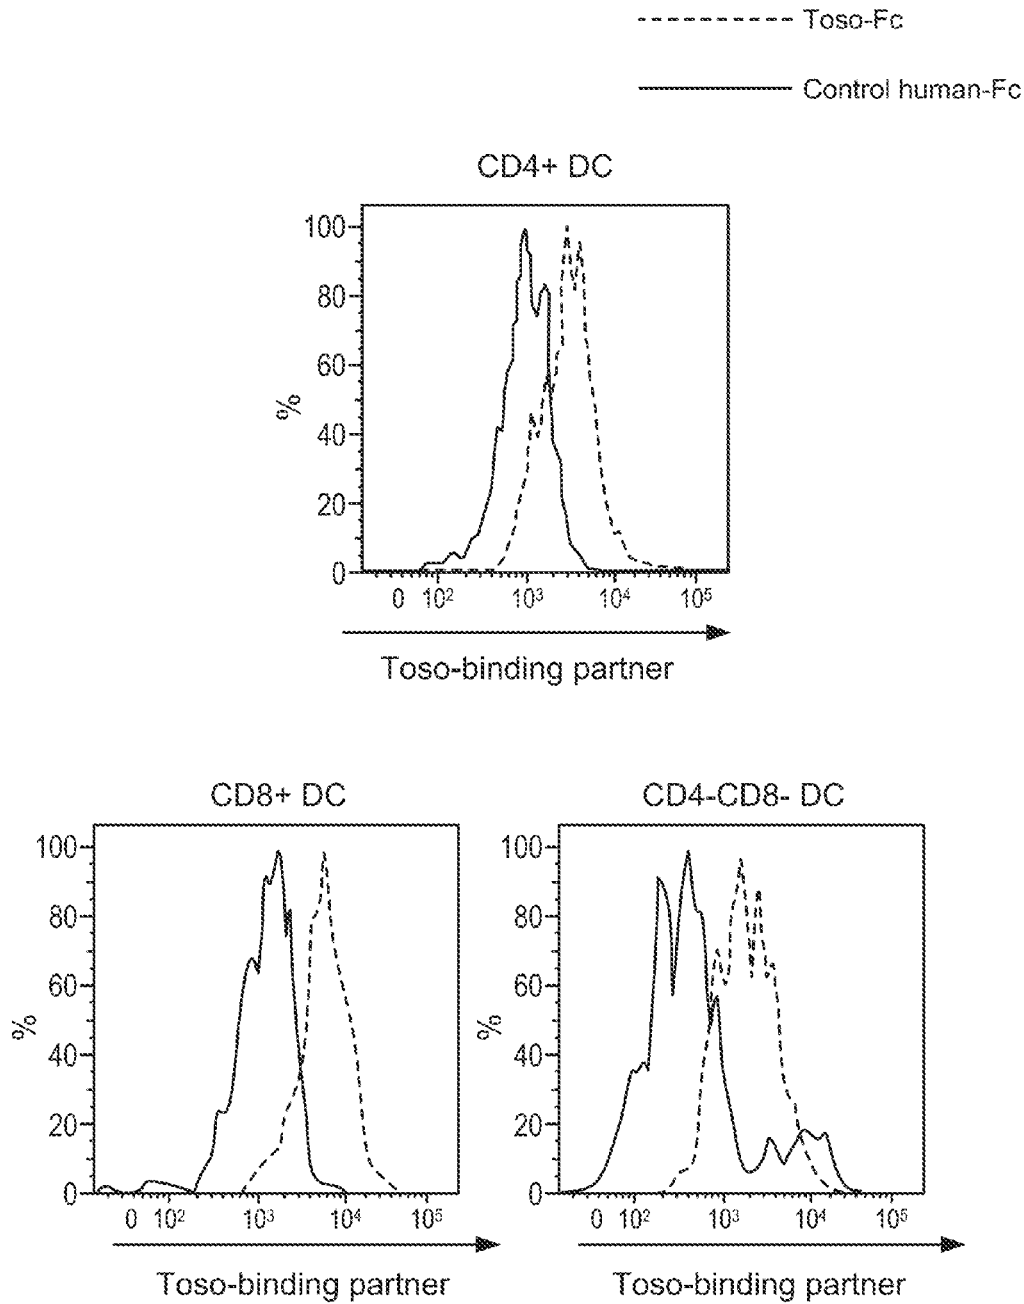 Toso-Fc
Control human-Fc
CD4+ DC
100
80
60
40
20
0
%
0 10² 10³ 10⁴ 10⁵
Toso-binding partner
CD8+ DC
100
80
60
40
20
0
%
0 10² 10³ 10⁴ 10⁵
Toso-binding partner
CD4-CD8- DC
100
80
60
40
20
0
%
0 10² 10³ 10⁴ 10⁵
Toso-binding partner